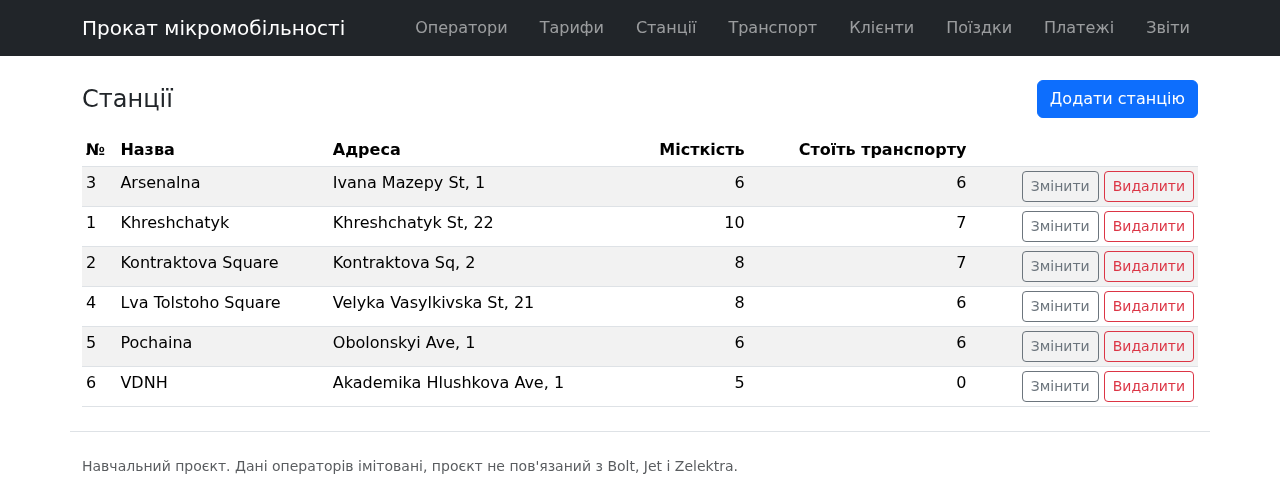 Прокат мікромобільності Оператори Тарифи Станції Транспорт Клієнти Поїздки Платежі Звіти
Станції Додати станцію
№ Назва Адреса Місткість Стоїть транспорту
3 Arsenalna Ivana Mazepy St, 1 6 6 Змінити Видалити
1 Khreshchatyk Khreshchatyk St, 22 10 7 Змінити Видалити
2 Kontraktova Square Kontraktova Sq, 2 8 7 Змінити Видалити
4 Lva Tolstoho Square Velyka Vasylkivska St, 21 8 6 Змінити Видалити
5 Pochaina Obolonskyi Ave, 1 6 6 Змінити Видалити
6 VDNH Akademika Hlushkova Ave, 1 5 0 Змінити Видалити
Навчальний проєкт. Дані операторів імітовані, проєкт не пов'язаний з Bolt, Jet і Zelektra.